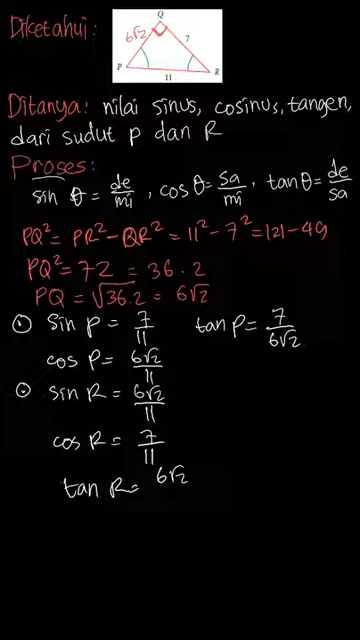 Diketahui:
Q
6√2
7
P
R
11
Ditanya: nilai sinus, cosinus, tangen,
dari sudut P dan R
Proses:
sin θ = de/mi, cos θ = sa/mi, tan θ = de/sa
PQ² = PR² - QR² = 11² - 7² = 121 - 49
PQ² = 72 = 36 . 2
PQ = √36.2 = 6√2
sin P = 7/11 tan P = 7/6√2
cos P = 6√2/11
sin R = 6√2/11
cos R = 7/11
tan R = 6√2